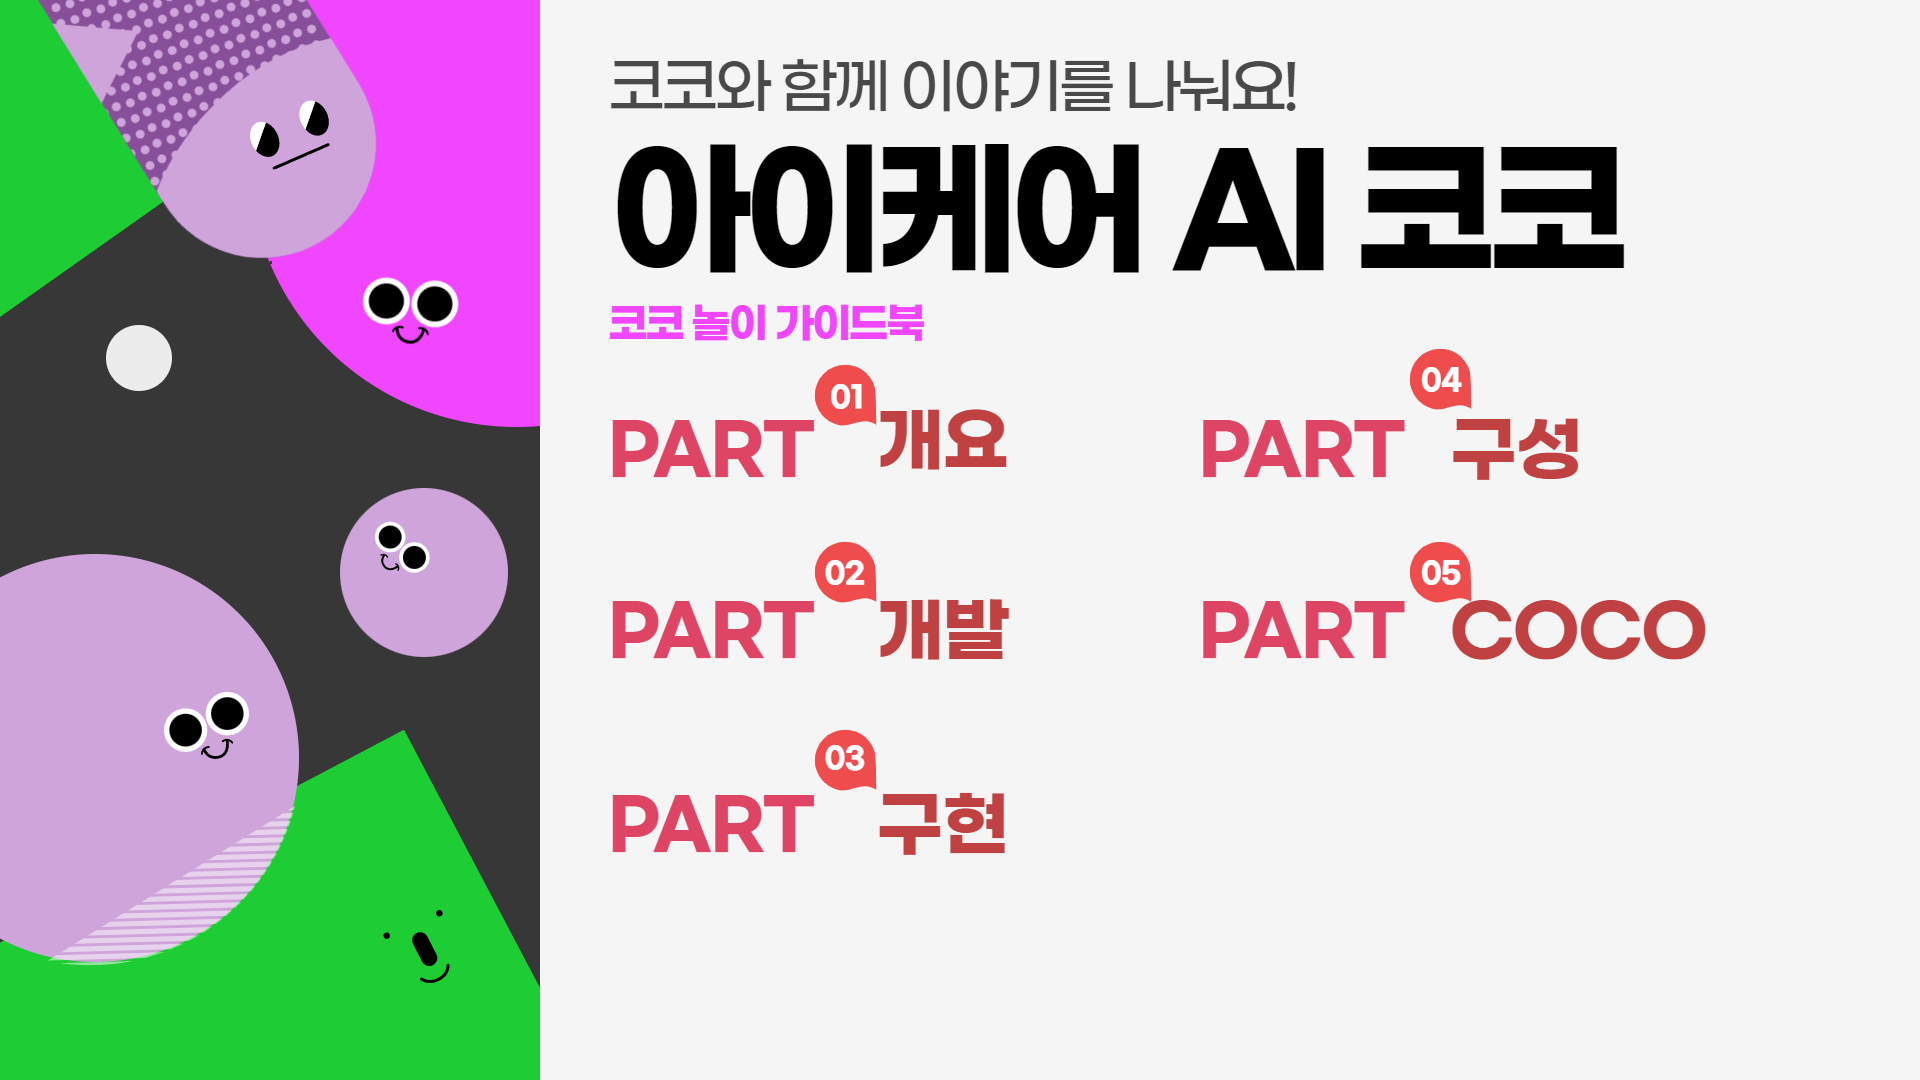 코코와 함께 이야기를 나눠요!
아이케어 AI 코코
코코 놀이 가이드북
PART 01 개요
PART 02 개발
PART 03 구현
PART 04 구성
PART 05 COCO